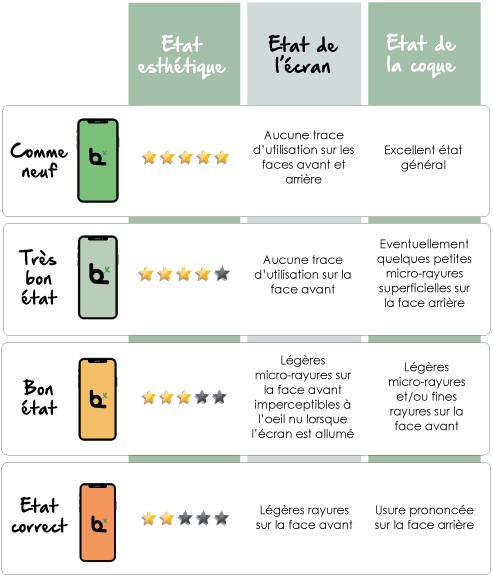 Etat
esthétique
Etat de
l'écran
Etat de
la coque
Comme
neuf
Aucune trace
d'utilisation sur les
faces avant et
arrière
Excellent état
général
Très
bon
état
Aucune trace
d'utilisation sur la
face avant
Eventuellement
quelques petites
micro-rayures
superficielles sur
la face arrière
Bon
état
Légères
micro-rayures sur
la face avant
imperceptibles à
l'oeil nu lorsque
l'écran est allumé
Légères
micro-rayures
et/ou fines
rayures sur la
face avant
Etat
correct
Légères rayures
sur la face avant
Usure prononcée
sur la face arrière